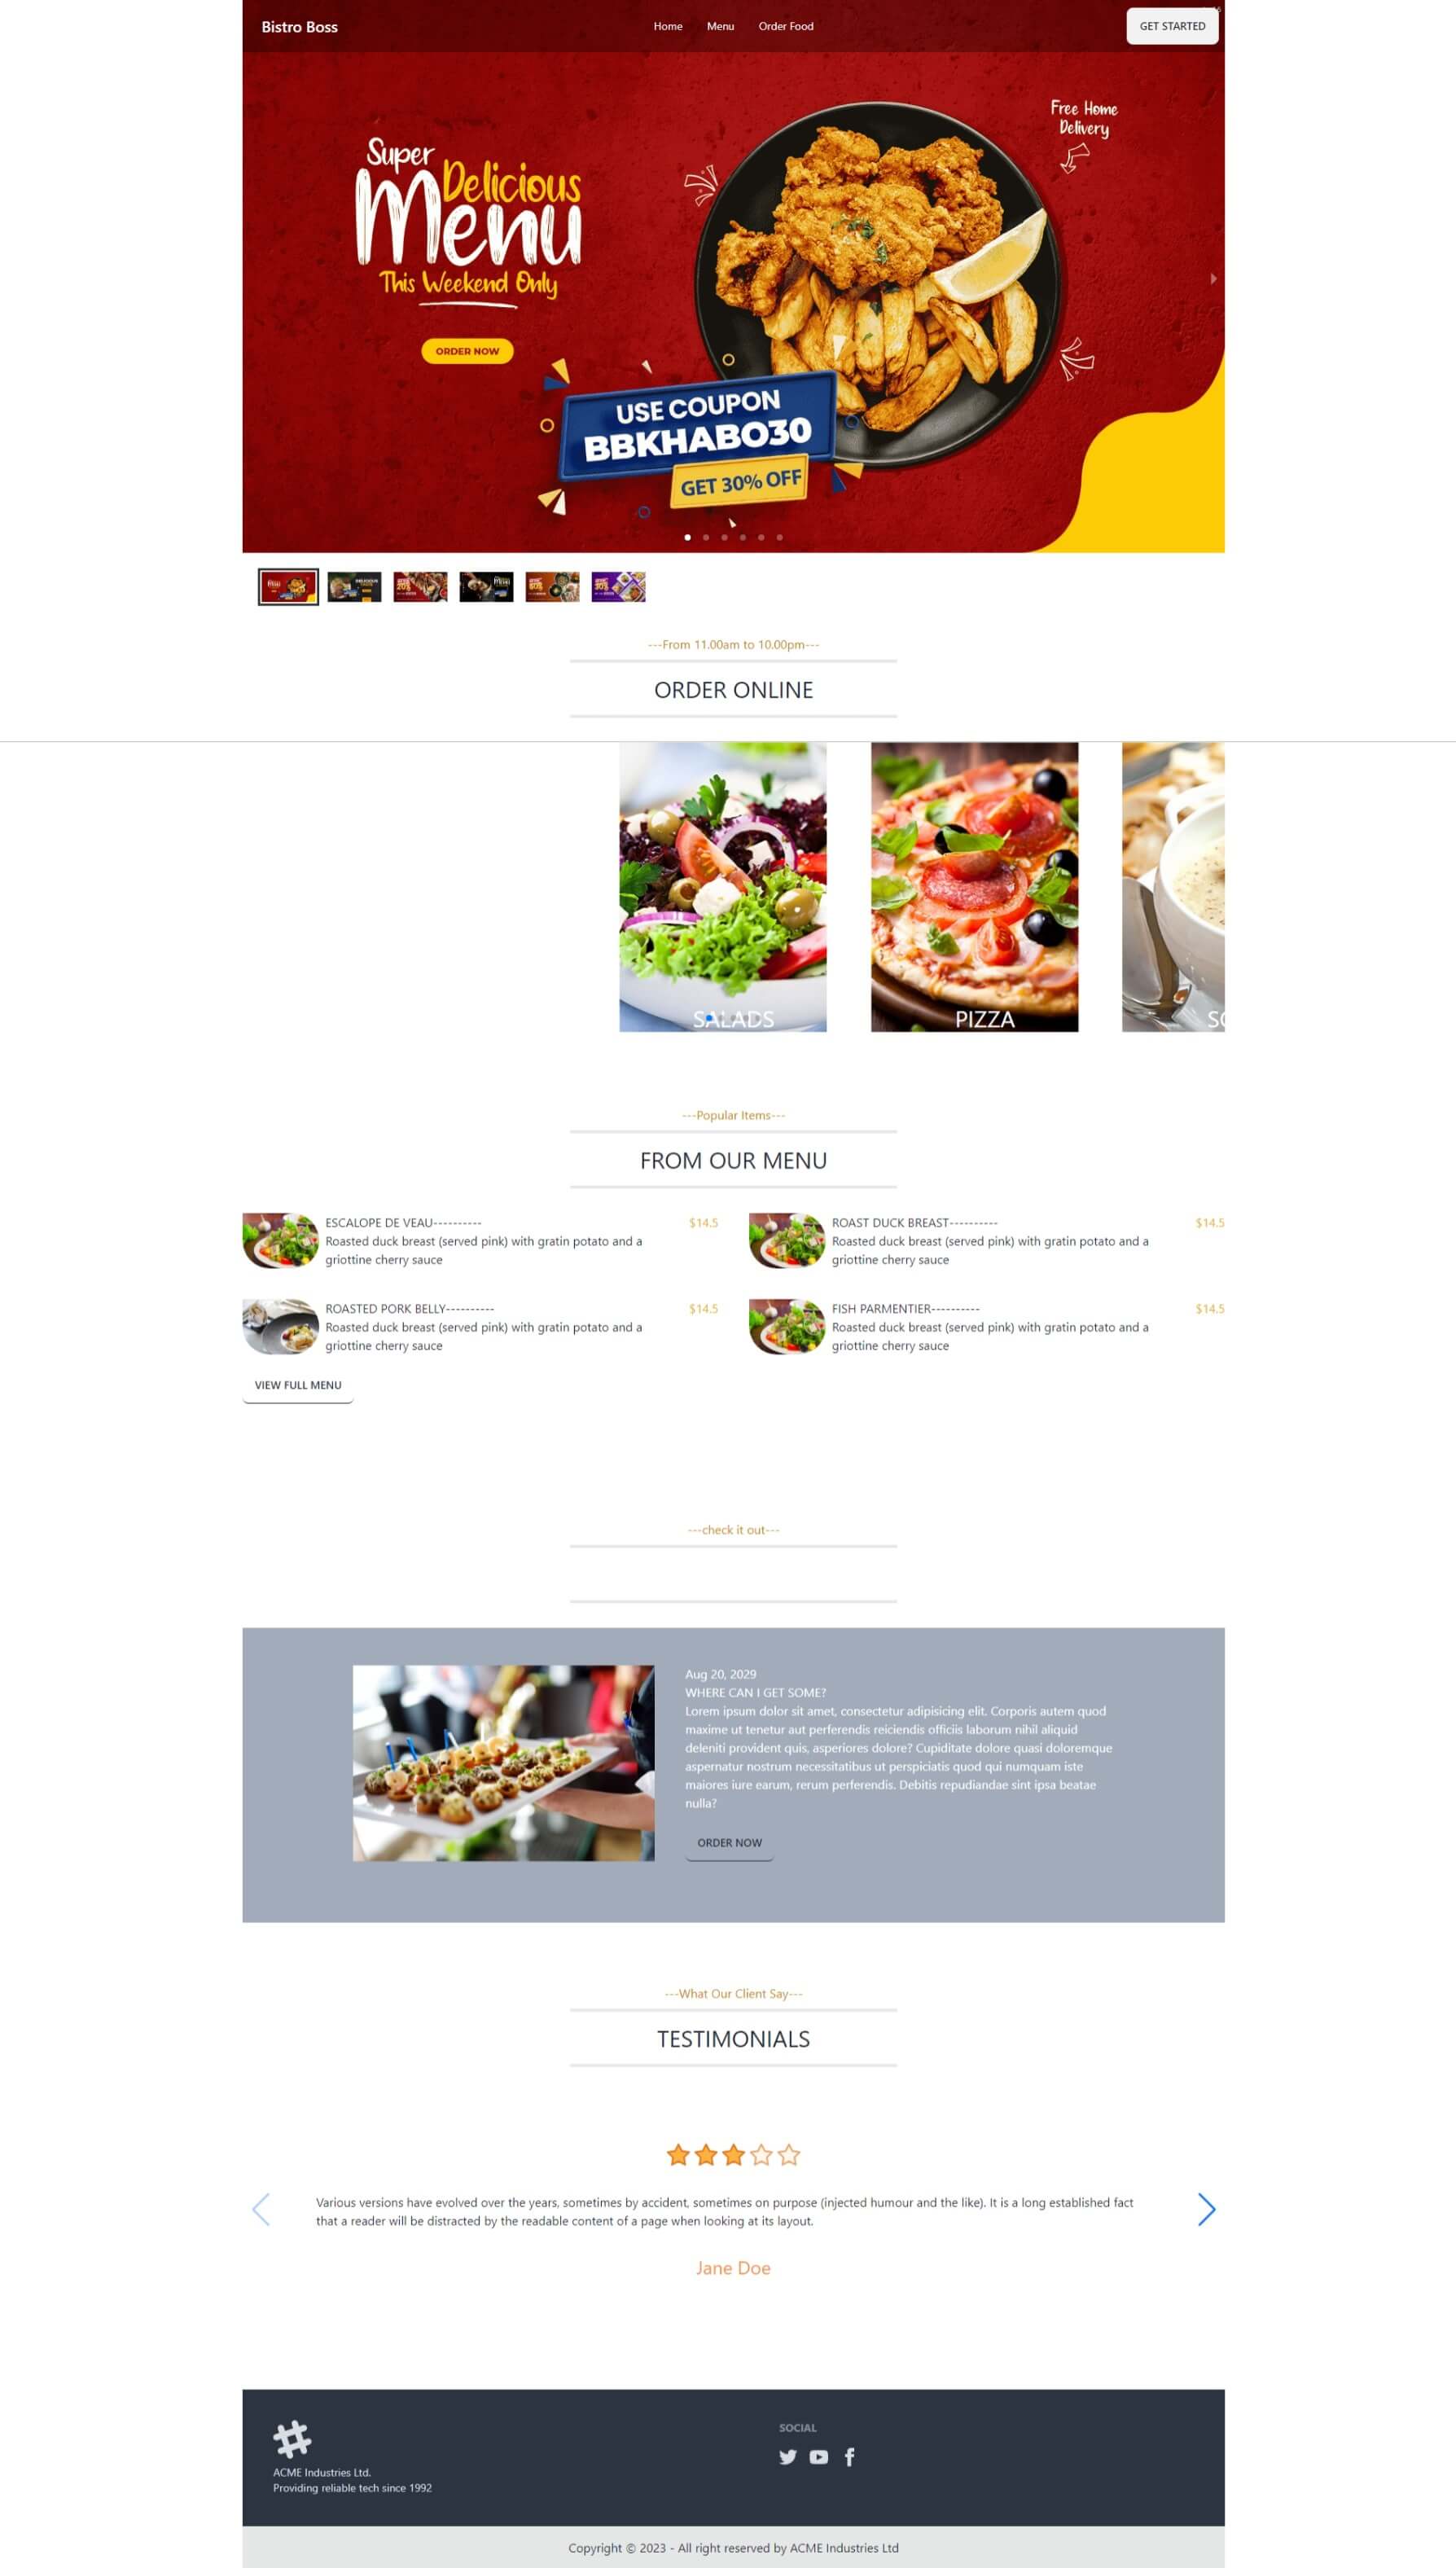 Bistro Boss
Home
Menu
Order Food
GET STARTED
Free Home
Delivery
Super
Delicious
Menu
This Weekend Only
ORDER NOW
USE COUPON
BBKHABO30
GET 30% OFF
---From 11.00am to 10.00pm---
ORDER ONLINE
SALADS
PIZZA
---Popular Items---
FROM OUR MENU
ESCALOPE DE VEAU----------
$14.5
Roasted duck breast (served pink) with gratin potato and a
griottine cherry sauce
ROAST DUCK BREAST----------
$14.5
Roasted duck breast (served pink) with gratin potato and a
griottine cherry sauce
ROASTED PORK BELLY----------
$14.5
Roasted duck breast (served pink) with gratin potato and a
griottine cherry sauce
FISH PARMENTIER----------
$14.5
Roasted duck breast (served pink) with gratin potato and a
griottine cherry sauce
VIEW FULL MENU
---check it out---
Aug 20, 2029
WHERE CAN I GET SOME?
Lorem ipsum dolor sit amet, consectetur adipisicing elit. Corporis autem quod
maxime ut tenetur aut perferendis reiciendis officiis laborum nihil aliquid
deleniti provident quis, asperiores dolore? Cupiditate dolore quasi doloremque
aspernatur nostrum necessitatibus ut perspiciatis quod qui numquam iste
maiores iure earum, rerum perferendis. Debitis repudiandae sint ipsa beatae
nulla?
ORDER NOW
---What Our Client Say---
TESTIMONIALS
Various versions have evolved over the years, sometimes by accident, sometimes on purpose (injected humour and the like). It is a long established fact
that a reader will be distracted by the readable content of a page when looking at its layout.
Jane Doe
SOCIAL
ACME Industries Ltd.
Providing reliable tech since 1992
Copyright © 2023 - All right reserved by ACME Industries Ltd